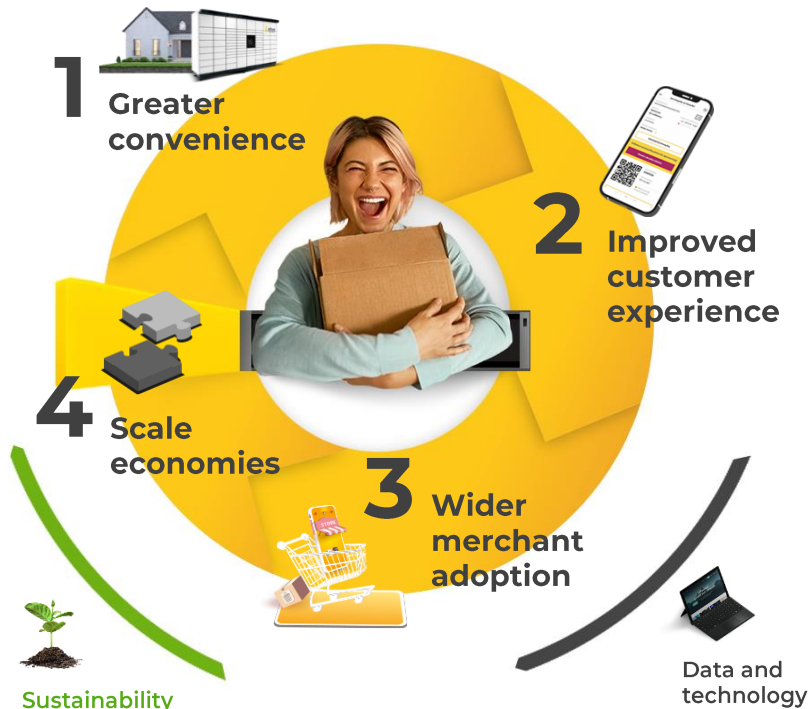 1
Greater
convenience
2
Improved
customer
experience
3
Wider
merchant
adoption
4
Scale
economies
Sustainability
Data and
technology